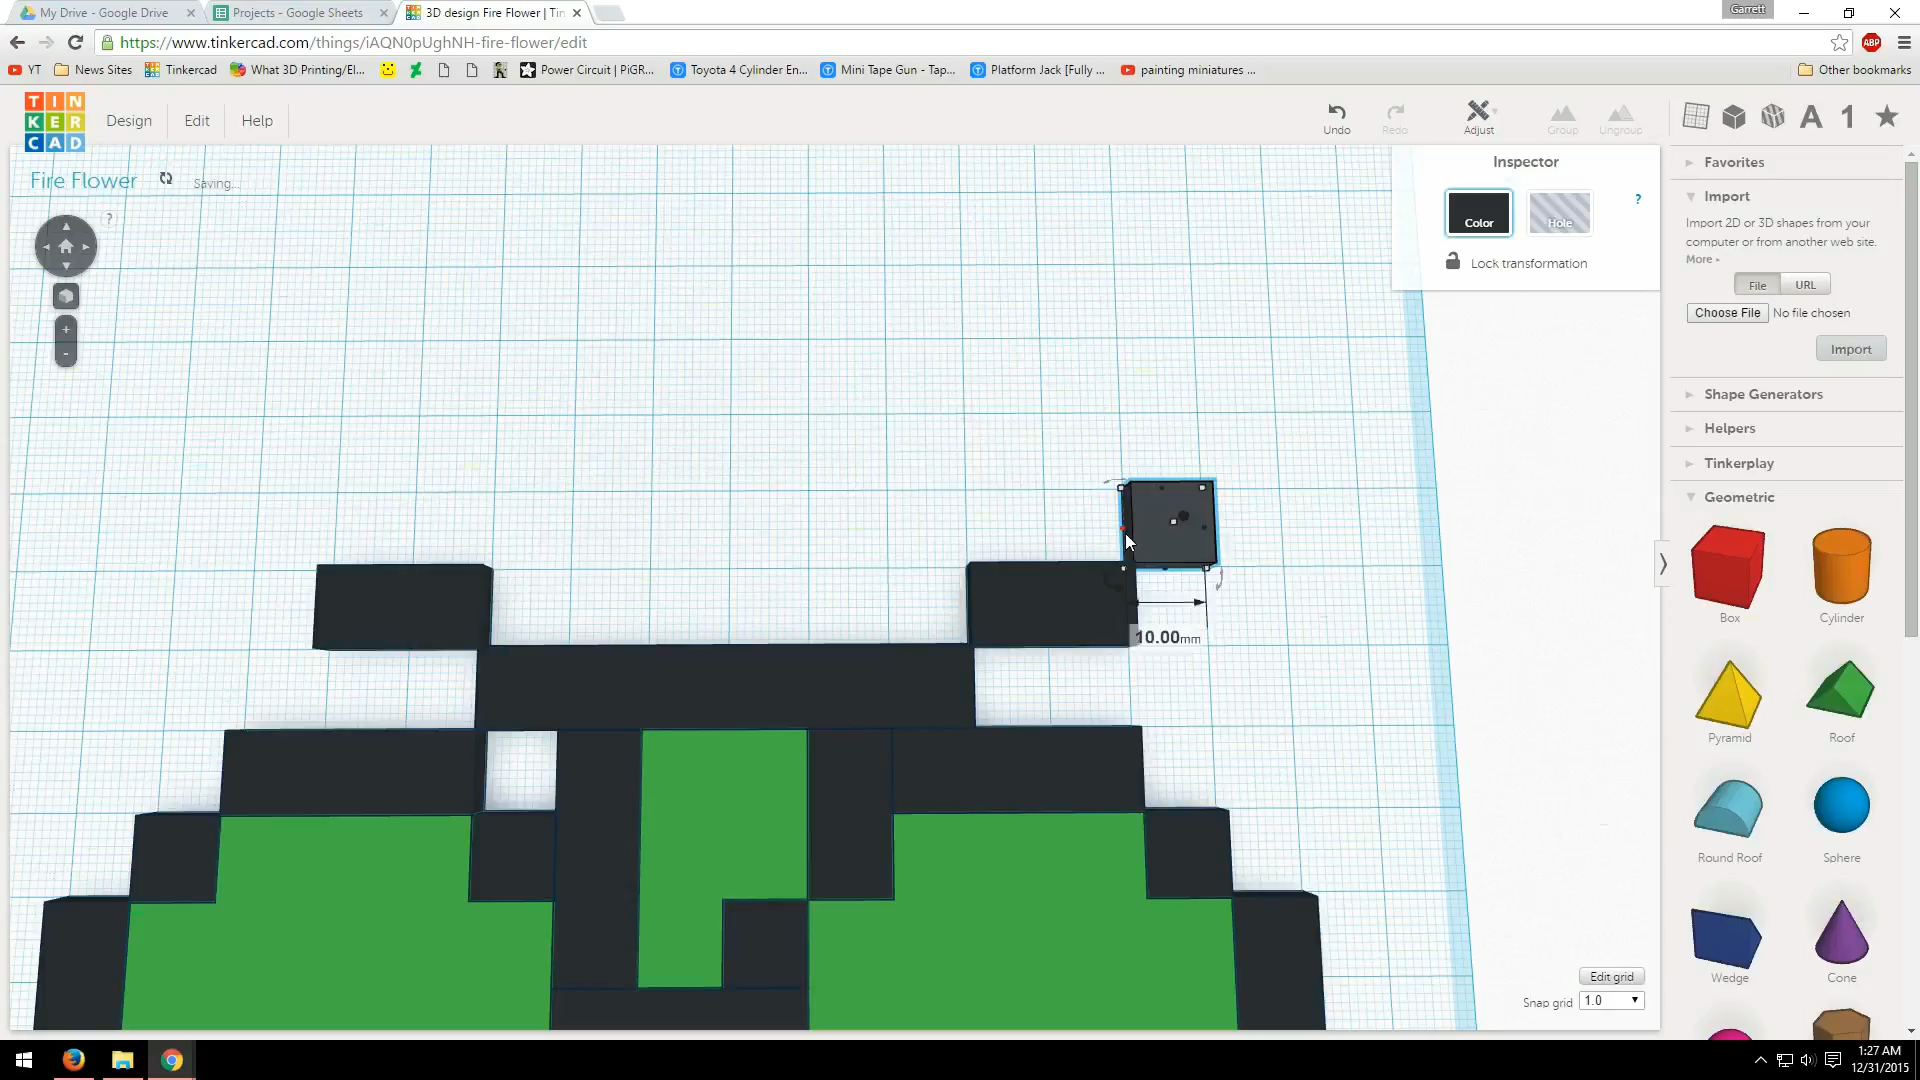 My Drive - Google Drive
Projects - Google Sheets
3D design Fire Flower | Tin
Garrett
https://www.tinkercad.com/things/iAQN0pUghNH-fire-flower/edit
ABP
YT
News Sites
Tinkercad
What 3D Printing/El...
Power Circuit | PiGR...
Toyota 4 Cylinder En...
Mini Tape Gun - Tap...
Platform Jack [Fully ...
painting miniatures ...
Other bookmarks
TIN
KER
CAD
Design
Edit
Help
Undo
Redo
Adjust
Group
Ungroup
A
1
Fire Flower
Saving...
?
+
-
Inspector
Color
Hole
?
Lock transformation
10.00mm
Edit grid
Snap grid
1.0
Favorites
Import
Import 2D or 3D shapes from your
computer or from another web site.
More
File
URL
Choose File
No file chosen
Import
Shape Generators
Helpers
Tinkerplay
Geometric
Box
Cylinder
Pyramid
Roof
Round Roof
Sphere
Wedge
Cone
1:27 AM
12/31/2015